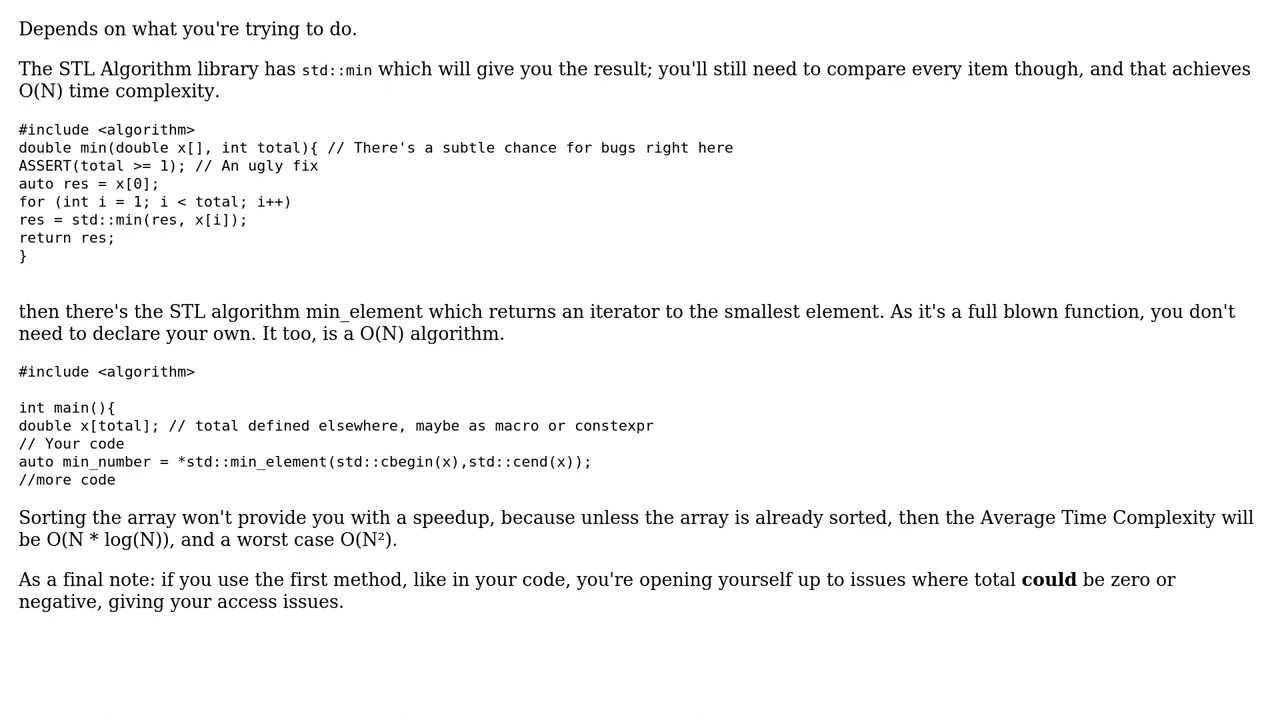 Depends on what you're trying to do.
The STL Algorithm library has std::min which will give you the result; you'll still need to compare every item though, and that achieves
O(N) time complexity.
#include <algorithm>
double min(double x[], int total){ // There's a subtle chance for bugs right here
ASSERT(total >= 1); // An ugly fix
auto res = x[0];
for (int i = 1; i < total; i++)
res = std::min(res, x[i]);
return res;
}
then there's the STL algorithm min_element which returns an iterator to the smallest element. As it's a full blown function, you don't
need to declare your own. It too, is a O(N) algorithm.
#include <algorithm>
int main(){
double x[total]; // total defined elsewhere, maybe as macro or constexpr
// Your code
auto min_number = *std::min_element(std::cbegin(x),std::cend(x));
//more code
Sorting the array won't provide you with a speedup, because unless the array is already sorted, then the Average Time Complexity will
be O(N * log(N)), and a worst case O(N²).
As a final note: if you use the first method, like in your code, you're opening yourself up to issues where total could be zero or
negative, giving your access issues.